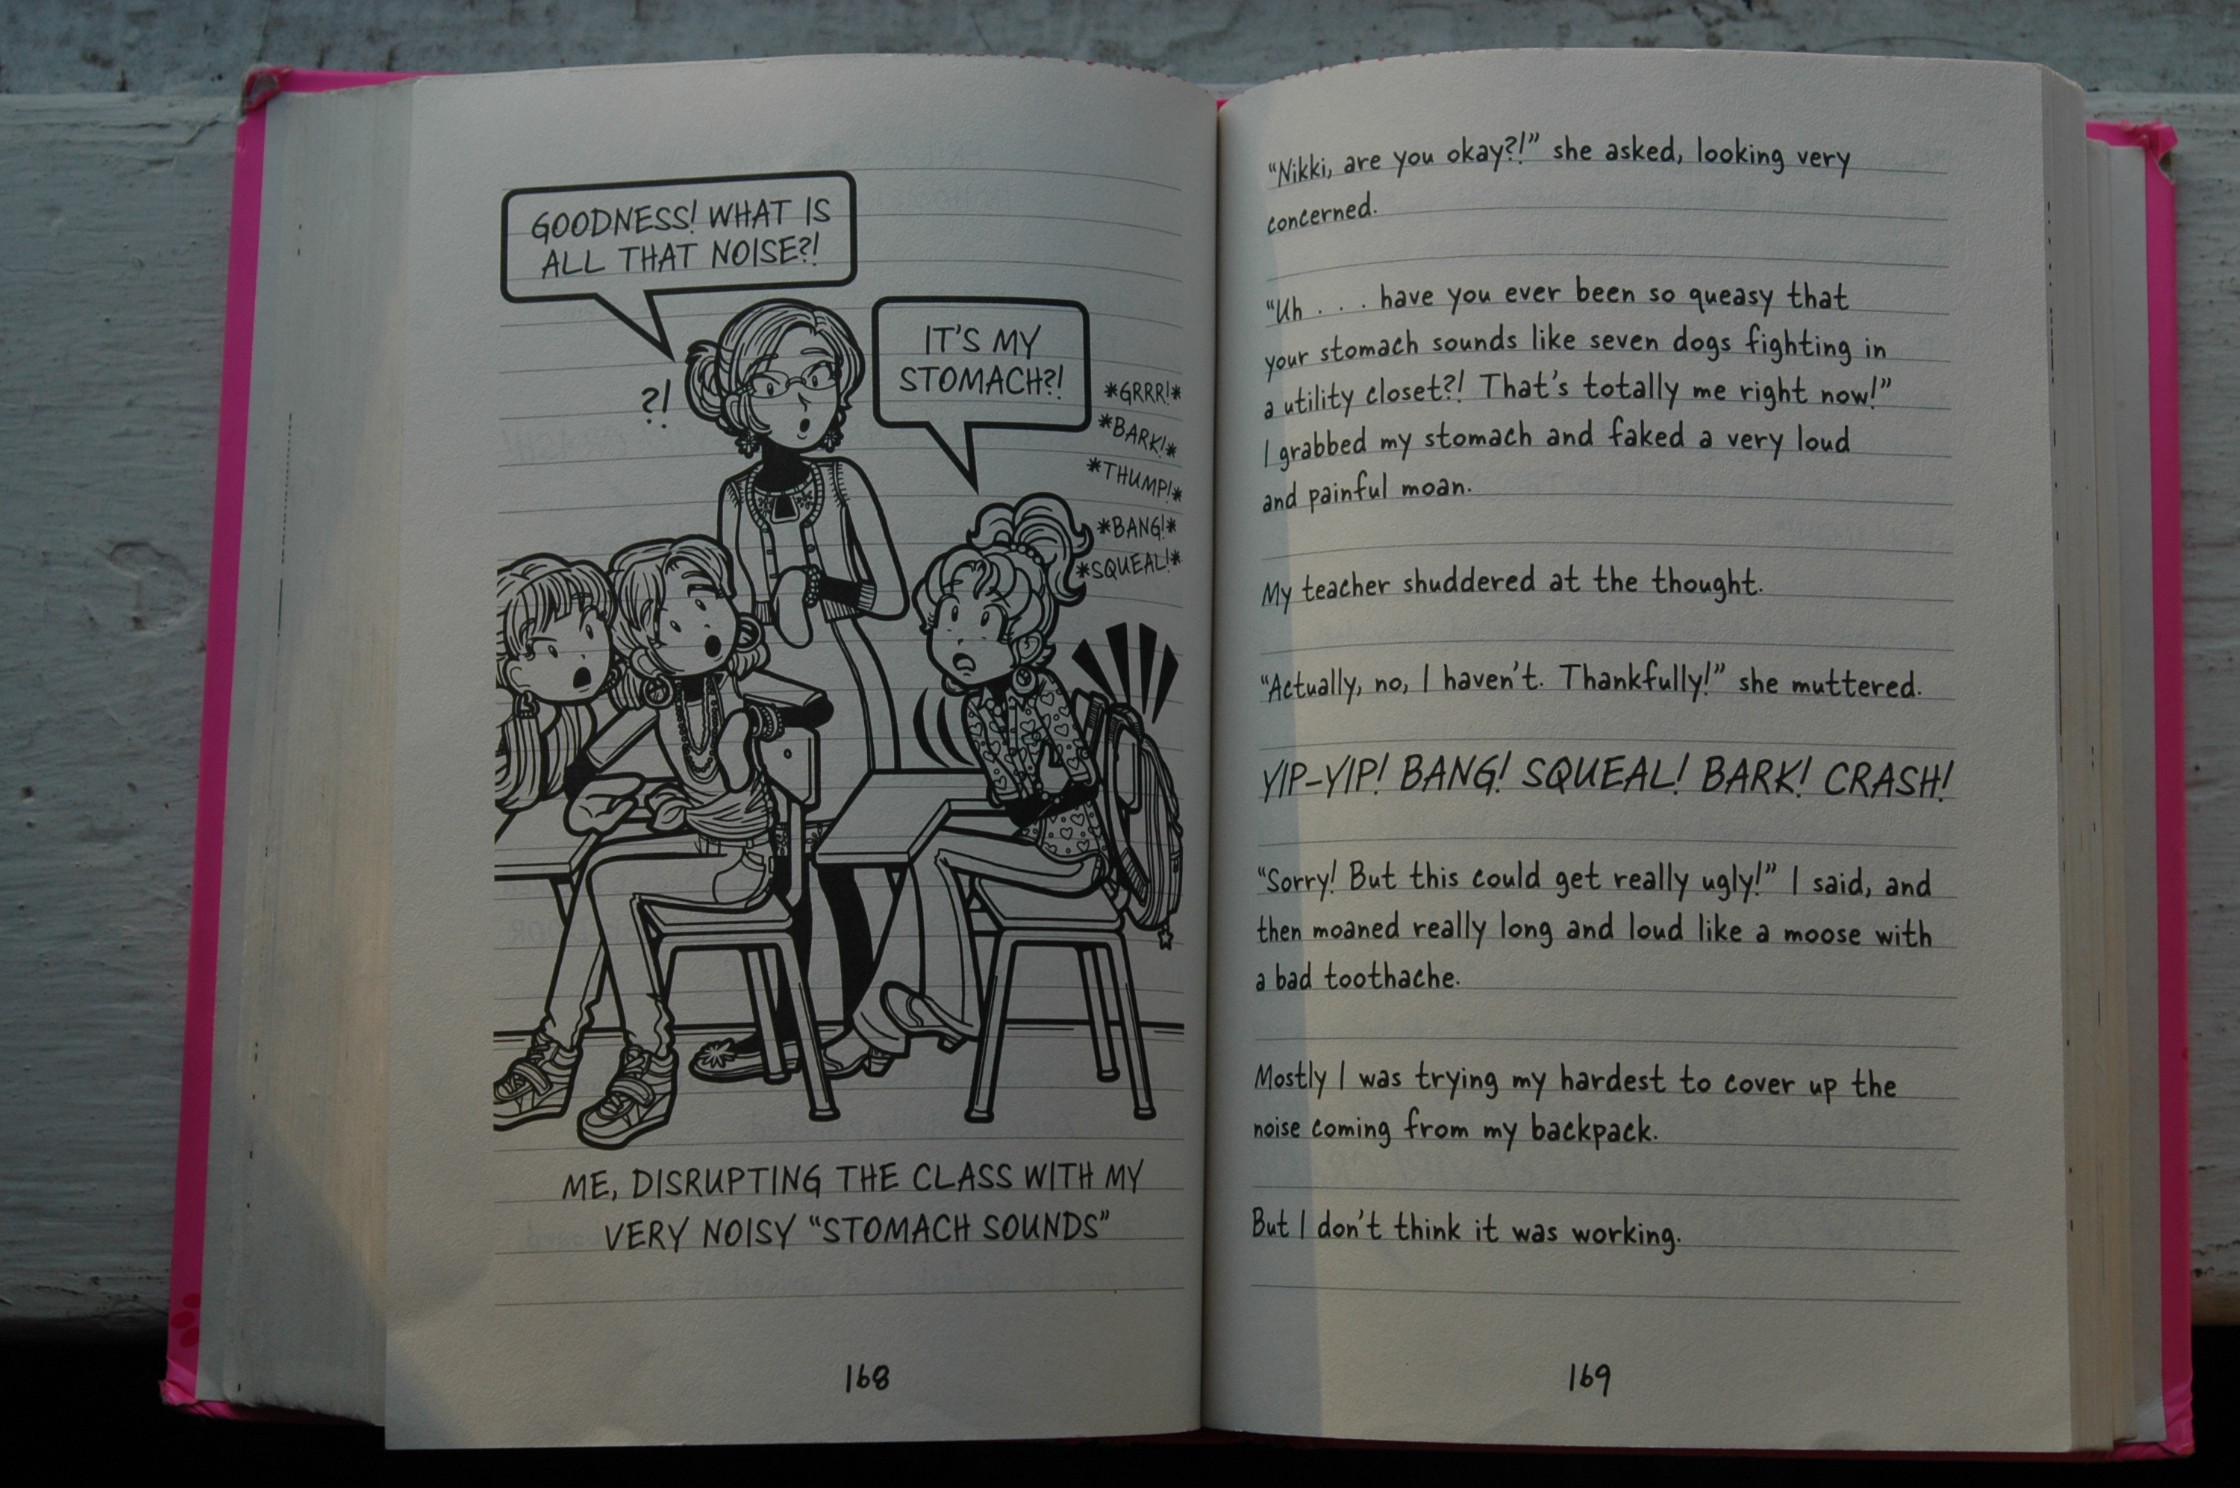 GOODNESS! WHAT IS
ALL THAT NOISE?!
?!
IT'S MY
STOMACH?!
*GRRR!*
*BARK!*
*THUMP!*
*BANG!*
*SQUEAL!*
ME, DISRUPTING THE CLASS WITH MY
VERY NOISY “STOMACH SOUNDS”
168
“Nikki, are you okay?!” she asked, looking very
concerned.
“Uh . . . have you ever been so queasy that
your stomach sounds like seven dogs fighting in
a utility closet?! That's totally me right now!”
I grabbed my stomach and faked a very loud
and painful moan.
My teacher shuddered at the thought.
“Actually, no, I haven't. Thankfully!” she muttered.
YIP-YIP! BANG! SQUEAL! BARK! CRASH!
“Sorry! But this could get really ugly!” I said, and
then moaned really long and loud like a moose with
a bad toothache.
Mostly I was trying my hardest to cover up the
noise coming from my backpack.
But I don't think it was working.
169